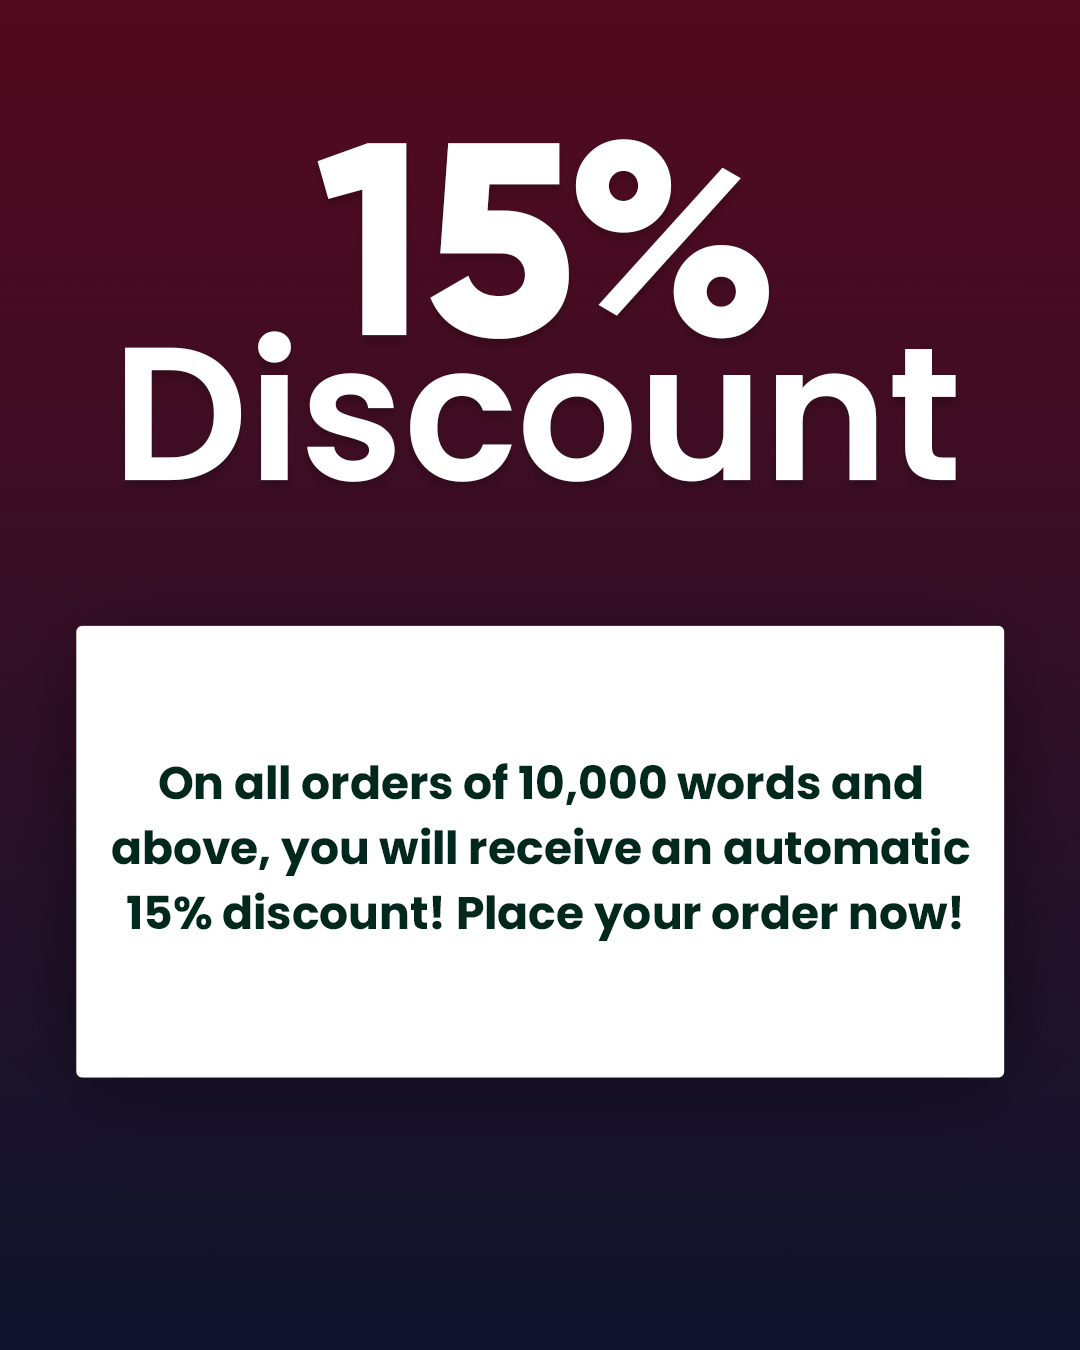 15%
Discount
On all orders of 10,000 words and
above, you will receive an automatic
15% discount! Place your order now!